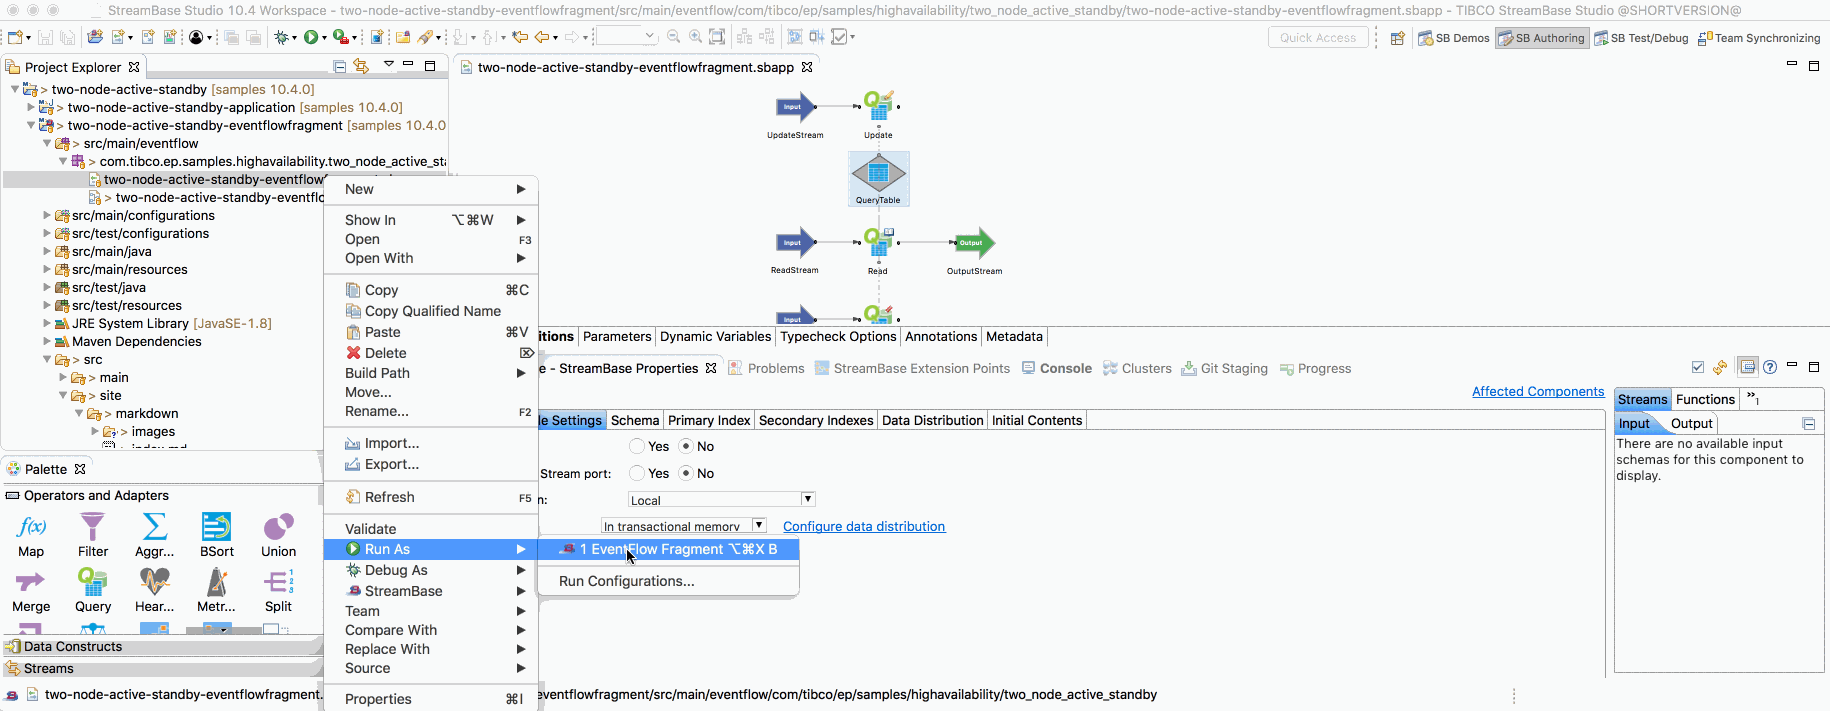 StreamBase Studio 10.4 Workspace - two-node-active-standby-eventflowfragment/src/main/eventflow/com/tibco/ep/samples/highavailability/two_node_active_standby/two-node-active-standby-eventflowfragment.sbapp - TIBCO StreamBase Studio @SHORTVERSION@
Quick Access
SB Demos
SB Authoring
SB Test/Debug
Team Synchronizing
Project Explorer
two-node-active-standby-eventflowfragment.sbapp
> two-node-active-standby [samples 10.4.0]
> two-node-active-standby-application [samples 10.4.0]
> two-node-active-standby-eventflowfragment [samples 10.4.0
> src/main/eventflow
> com.tibco.ep.samples.highavailability.two_node_active_st
two-node-active-standby-eventflow
> two-node-active-standby-eventflo
src/main/configurations
src/test/configurations
src/main/java
src/main/resources
src/test/java
src/test/resources
JRE System Library [JavaSE-1.8]
Maven Dependencies
> src
> main
> site
> markdown
> images
index.md
Palette
Operators and Adapters
Map
Filter
Aggr...
BSort
Union
Merge
Query
Hear...
Metr...
Split
Data Constructs
Streams
New
Show In ⌥⌘W
Open F3
Open With
Copy ⌘C
Copy Qualified Name
Paste ⌘V
Delete ⌦
Build Path
Move...
Rename... F2
Import...
Export...
Refresh F5
Validate
Run As
Debug As
StreamBase
Team
Compare With
Replace With
Source
Properties ⌘I
1 EventFlow Fragment ⌥⌘X B
Run Configurations...
Input
UpdateStream
Update
QueryTable
Input
ReadStream
Read
Output
OutputStream
Input
itions
Parameters
Dynamic Variables
Typecheck Options
Annotations
Metadata
e - StreamBase Properties
Problems
StreamBase Extension Points
Console
Clusters
Git Staging
Progress
Affected Components
le Settings
Schema
Primary Index
Secondary Indexes
Data Distribution
Initial Contents
Yes No
Stream port: Yes No
n: Local
In transactional memory
Configure data distribution
Streams
Functions
»1
Input
Output
There are no available input
schemas for this component to
display.
two-node-active-standby-eventflowfragment.
eventflowfragment/src/main/eventflow/com/tibco/ep/samples/highavailability/two_node_active_standby